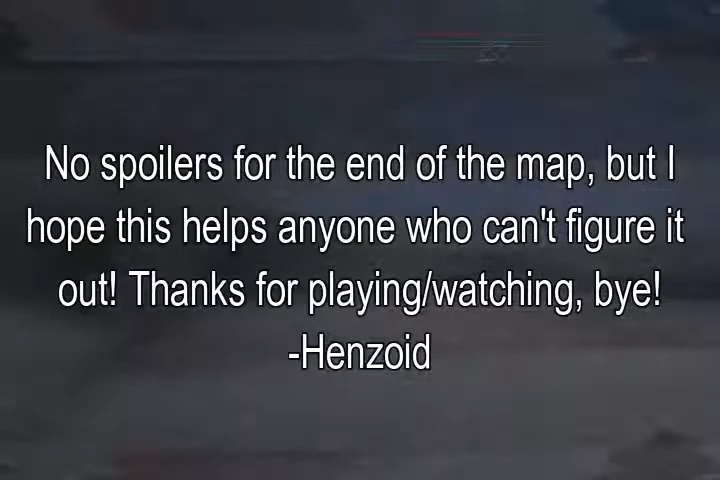 No spoilers for the end of the map, but I
hope this helps anyone who can't figure it
out! Thanks for playing/watching, bye!
-Henzoid